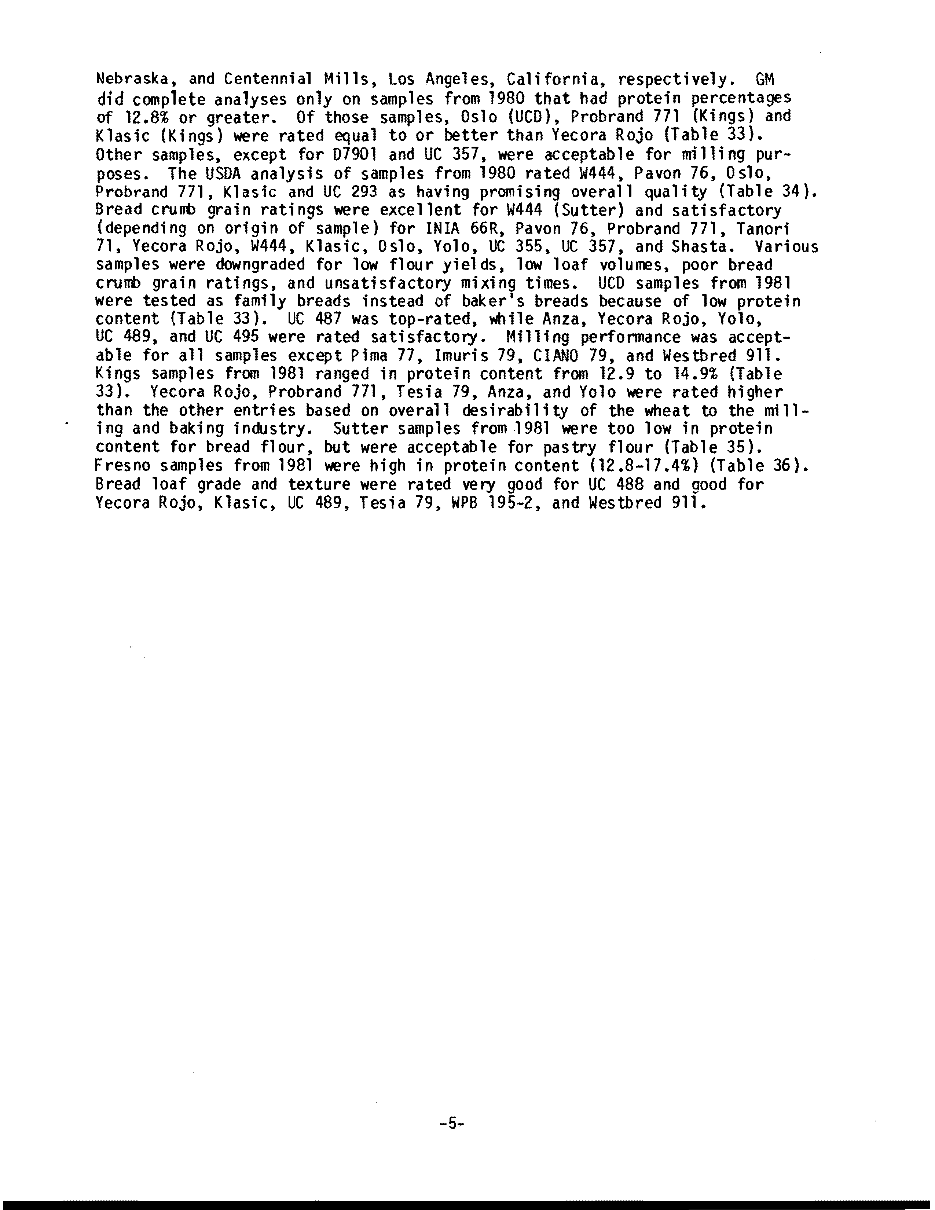 Nebraska, and Centennial Mills, Los Angeles, California, respectively. GM
did complete analyses only on samples from 1980 that had protein percentages
of 12.8% or greater. Of those samples, Oslo (UCD), Probrand 771 (Kings) and
Klasic (Kings) were rated equal to or better than Yecora Rojo (Table 33).
Other samples, except for D7901 and UC 357, were acceptable for milling pur-
poses. The USDA analysis of samples from 1980 rated W444, Pavon 76, Oslo,
Probrand 771, Klasic and UC 293 as having promising overall quality (Table 34).
Bread crumb grain ratings were excellent for W444 (Sutter) and satisfactory
(depending on origin of sample) for INIA 66R, Pavon 76, Probrand 771, Tanori
71, Yecora Rojo, W444, Klasic, Oslo, Yolo, UC 355, UC 357, and Shasta. Various
samples were downgraded for low flour yields, low loaf volumes, poor bread
crumb grain ratings, and unsatisfactory mixing times. UCD samples from 1981
were tested as family breads instead of baker's breads because of low protein
content (Table 33). UC 487 was top-rated, while Anza, Yecora Rojo, Yolo,
UC 489, and UC 495 were rated satisfactory. Milling performance was accept-
able for all samples except Pima 77, Imuris 79, CIANO 79, and Westbred 911.
Kings samples from 1981 ranged in protein content from 12.9 to 14.9% (Table
33). Yecora Rojo, Probrand 771, Tesia 79, Anza, and Yolo were rated higher
than the other entries based on overall desirability of the wheat to the mill-
ing and baking industry. Sutter samples from 1981 were too low in protein
content for bread flour, but were acceptable for pastry flour (Table 35).
Fresno samples from 1981 were high in protein content (12.8-17.4%) (Table 36).
Bread loaf grade and texture were rated very good for UC 488 and good for
Yecora Rojo, Klasic, UC 489, Tesia 79, WPB 195-2, and Westbred 911.
-5-